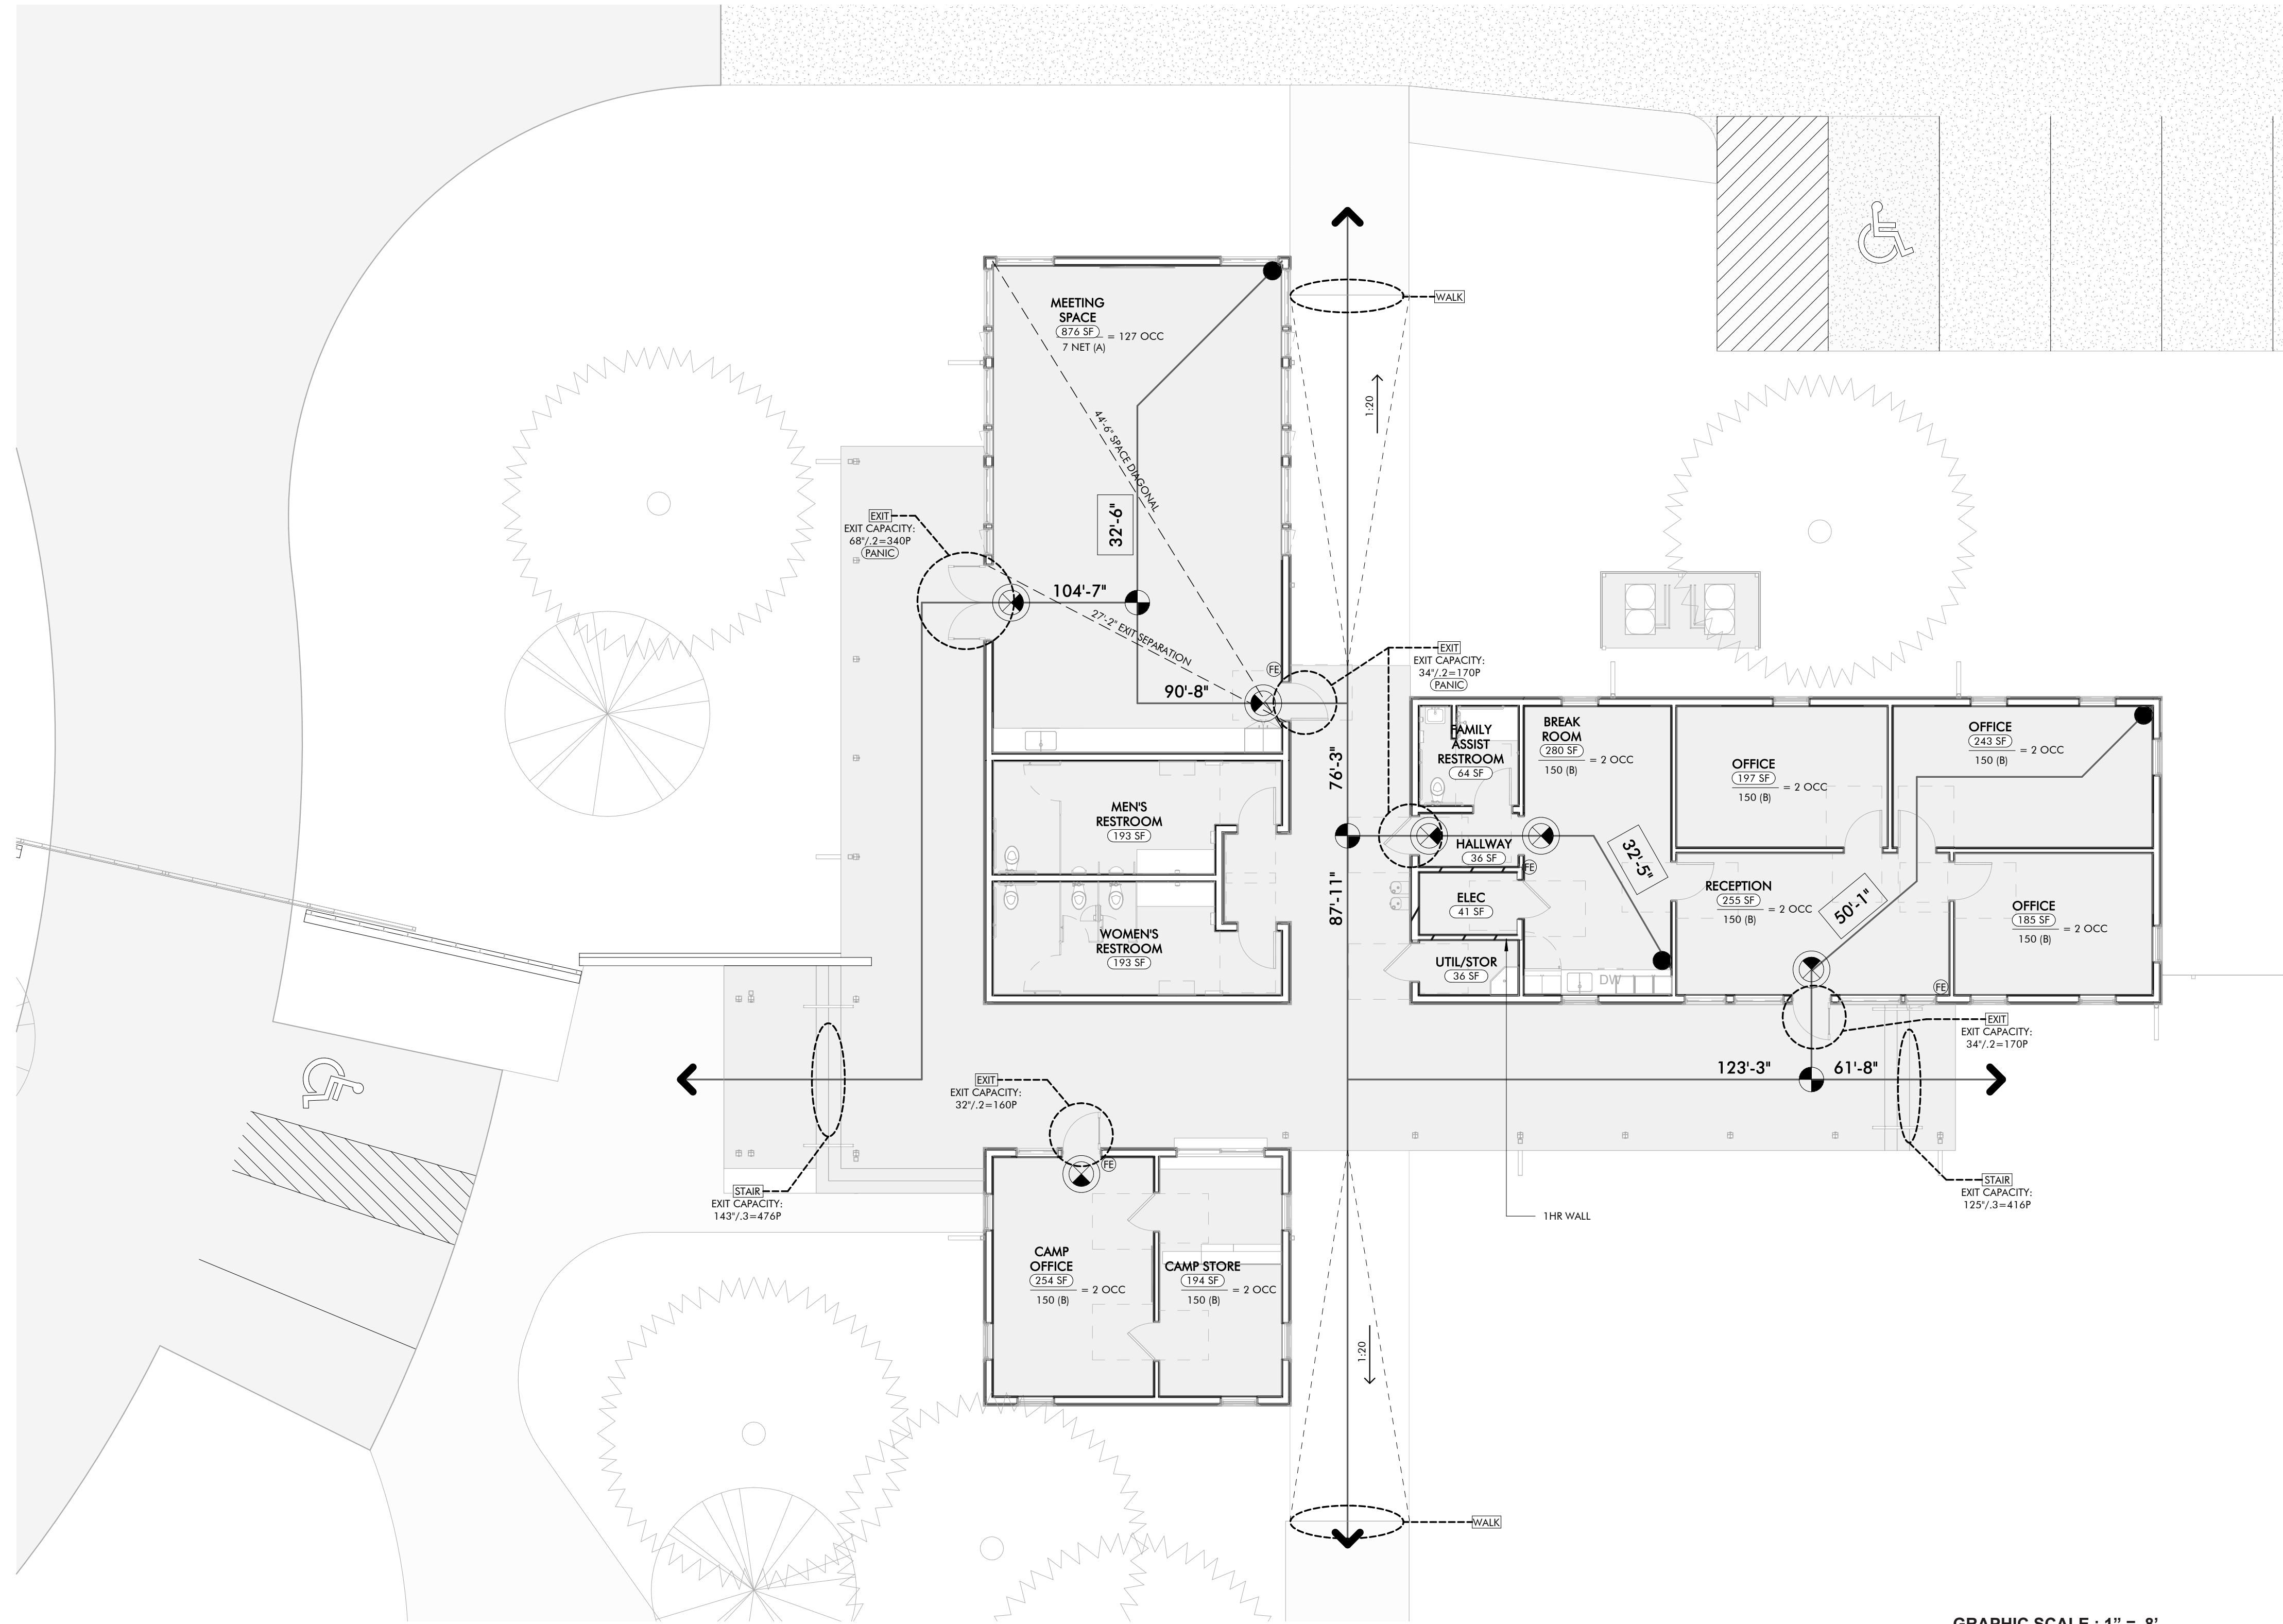 WALK
MEETING
SPACE
876 SF
7 NET (A)
= 127 OCC
1:20
44'-6" SPACE DIAGONAL
32'-6"
EXIT
EXIT CAPACITY:
68"/.2=340P
PANIC
104'-7"
27'-2" EXIT SEPARATION
FE
90'-8"
EXIT
EXIT CAPACITY:
34"/.2=170P
PANIC
76'-3"
87'-11"
MEN'S
RESTROOM
193 SF
WOMEN'S
RESTROOM
193 SF
FAMILY
ASSIST
RESTROOM
64 SF
BREAK
ROOM
280 SF
150 (B)
= 2 OCC
OFFICE
197 SF
150 (B)
= 2 OCC
OFFICE
243 SF
150 (B)
= 2 OCC
HALLWAY
36 SF
FE
32'-5"
ELEC
41 SF
RECEPTION
255 SF
150 (B)
= 2 OCC
50'-1"
OFFICE
185 SF
150 (B)
= 2 OCC
UTIL/STOR
36 SF
DW
FE
EXIT
EXIT CAPACITY:
34"/.2=170P
123'-3"
61'-8"
EXIT
EXIT CAPACITY:
32"/.2=160P
FE
STAIR
EXIT CAPACITY:
143"/.3=476P
STAIR
EXIT CAPACITY:
125"/.3=416P
1HR WALL
CAMP
OFFICE
254 SF
150 (B)
= 2 OCC
CAMP STORE
194 SF
150 (B)
= 2 OCC
1:20
WALK
GRAPHIC SCALE : 1" = 8'